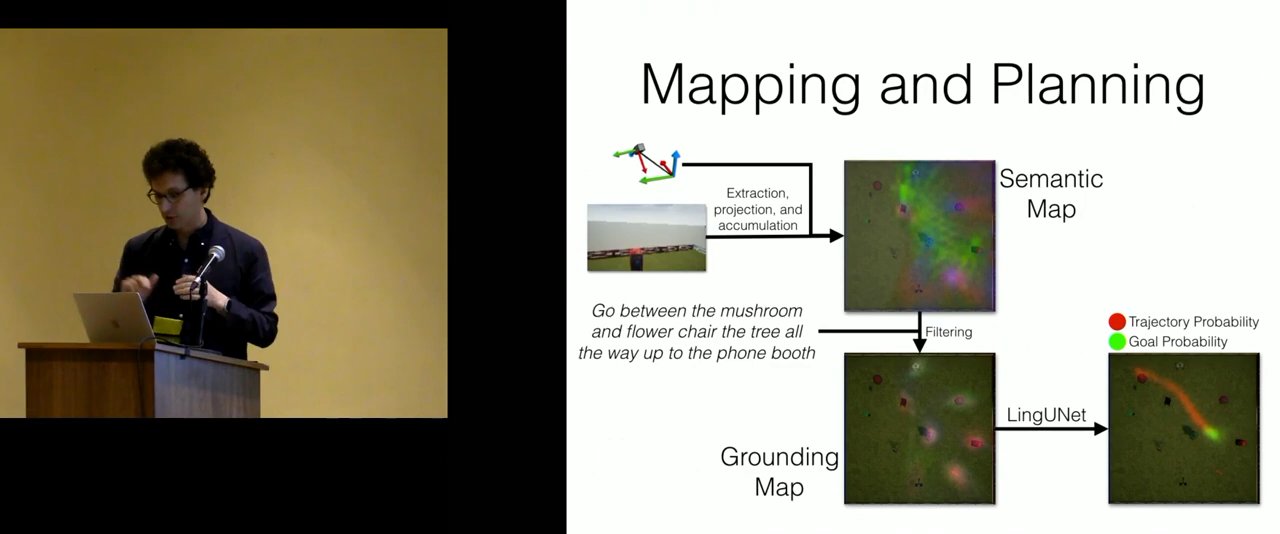 Mapping and Planning
Extraction,
projection, and
accumulation
Semantic
Map
Go between the mushroom
and flower chair the tree all
the way up to the phone booth
Filtering
Trajectory Probability
Goal Probability
LingUNet
Grounding
Map